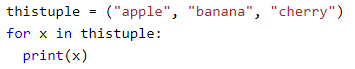 thistuple = ("apple", "banana", "cherry")
for x in thistuple:
  print(x)